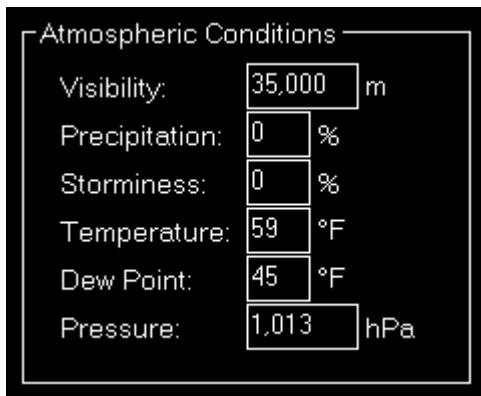 Atmospheric Conditions
Visibility: 35,000 m
Precipitation: 0 %
Storminess: 0 %
Temperature: 59 °F
Dew Point: 45 °F
Pressure: 1,013 hPa